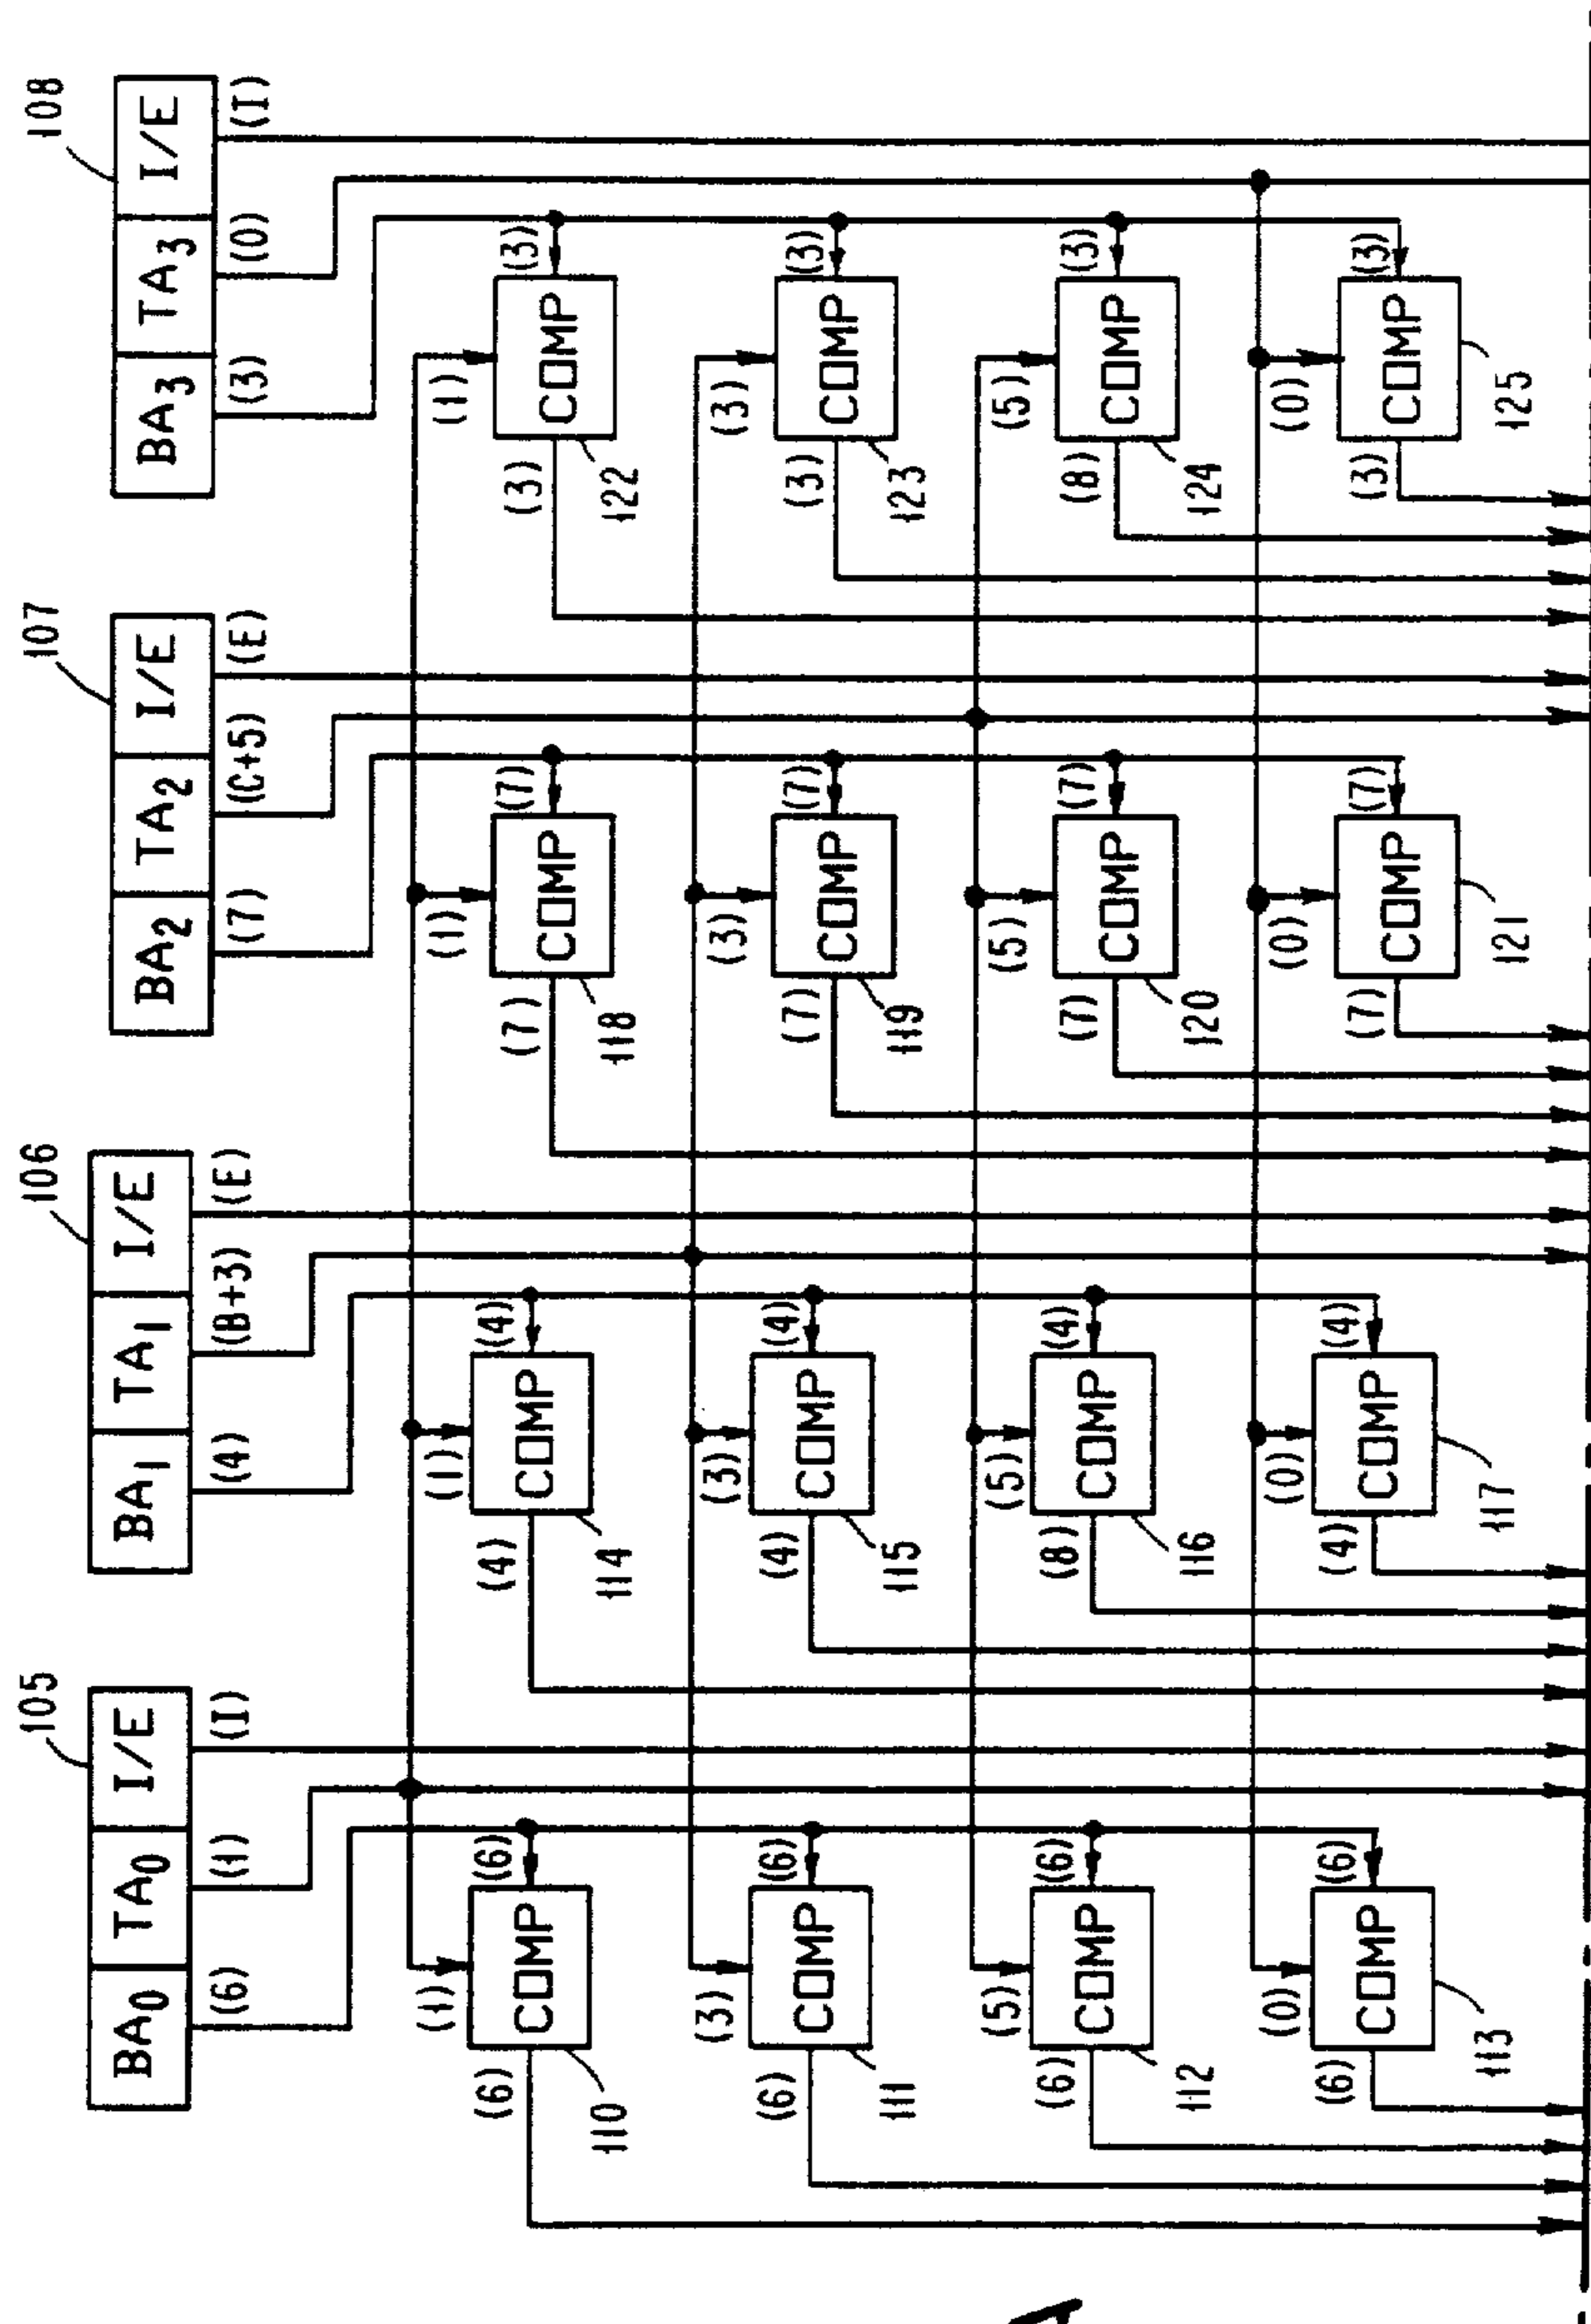 105
106
107
108
BA0 TA0 I/E
BA1 TA1 I/E
BA2 TA2 I/E
BA3 TA3 I/E
(6) (1) (I)
(4) (B+3) (E)
(7) (C+5) (E)
(3) (0) (I)
(1) (6)
(1) (4)
(1) (7)
(1) (3)
COMP
COMP
COMP
COMP
(6) (4) (7) (3)
110
114
118
122
(3) (6)
(3) (4)
(3) (7)
(3) (3)
COMP
COMP
COMP
COMP
(6) (4) (7) (3)
111
115
119
123
(5) (6)
(5) (4)
(5) (7)
(5) (3)
COMP
COMP
COMP
COMP
(6) (8) (7) (8)
112
116
120
124
(0) (6)
(0) (4)
(0) (7)
(0) (3)
COMP
COMP
COMP
COMP
(6) (4) (7) (3)
113
117
121
125